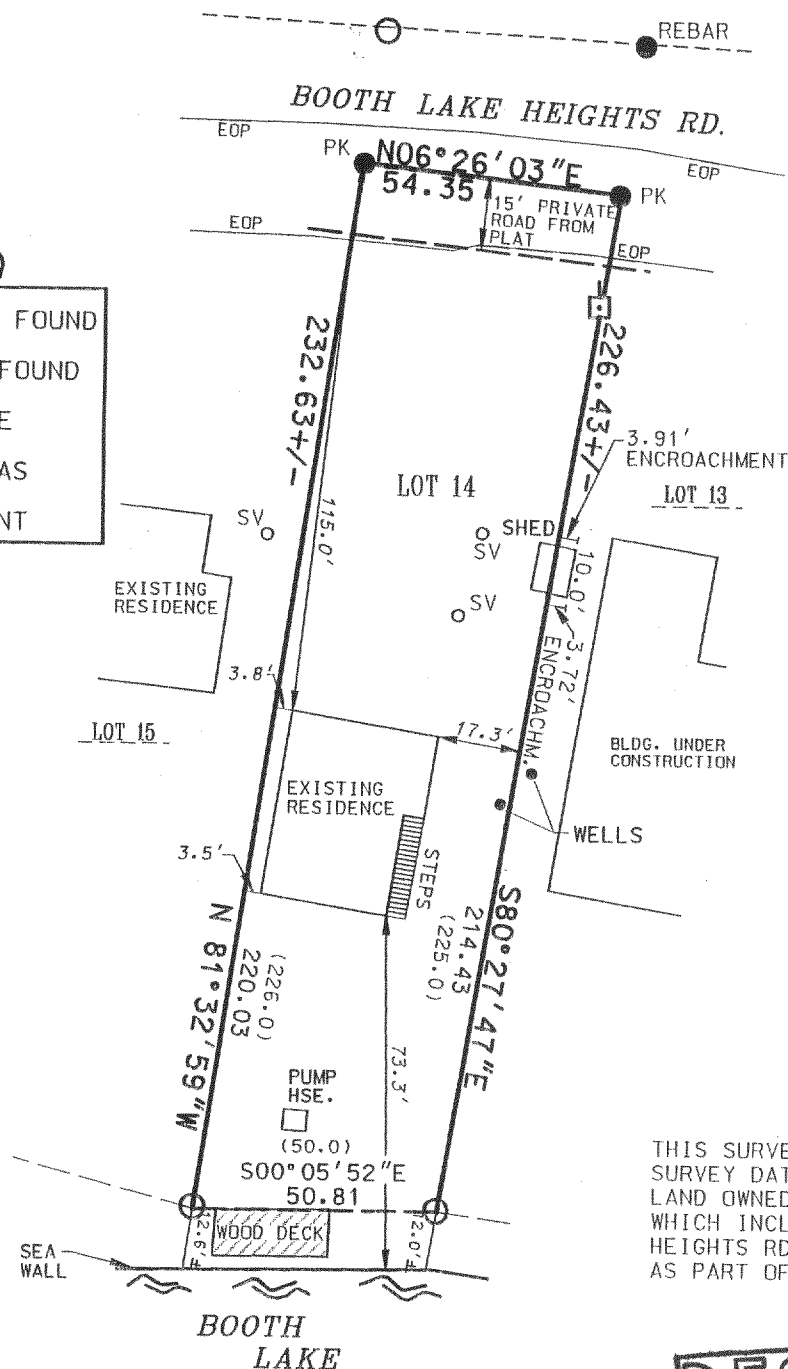 REBAR
BOOTH LAKE HEIGHTS RD.
EOP
PK
N06°26'03"E
54.35
EOP
PK
15' PRIVATE
ROAD FROM
PLAT
EOP
EOP
FOUND
FOUND
E
AS
NT
232.63+/-
226.43+/-
3.91'
ENCROACHMENT
LOT 14
LOT 13
115.0'
SV
SV
SHED
10.0'
SV
3.72'
ENCROACHM.
EXISTING
RESIDENCE
3.8'
17.3'
LOT 15
BLDG. UNDER
CONSTRUCTION
EXISTING
RESIDENCE
WELLS
STEPS
3.5'
S80°27'47"E
214.43
(225.0)
N 81°32'59"W
220.03
(226.0)
73.3'
PUMP
HSE.
(50.0)
S00°05'52"E
50.81
WOOD DECK
12.6'±
12.0'±
SEA
WALL
BOOTH
LAKE
THIS SURVE
SURVEY DAT
LAND OWNED
WHICH INCL
HEIGHTS RD
AS PART OF